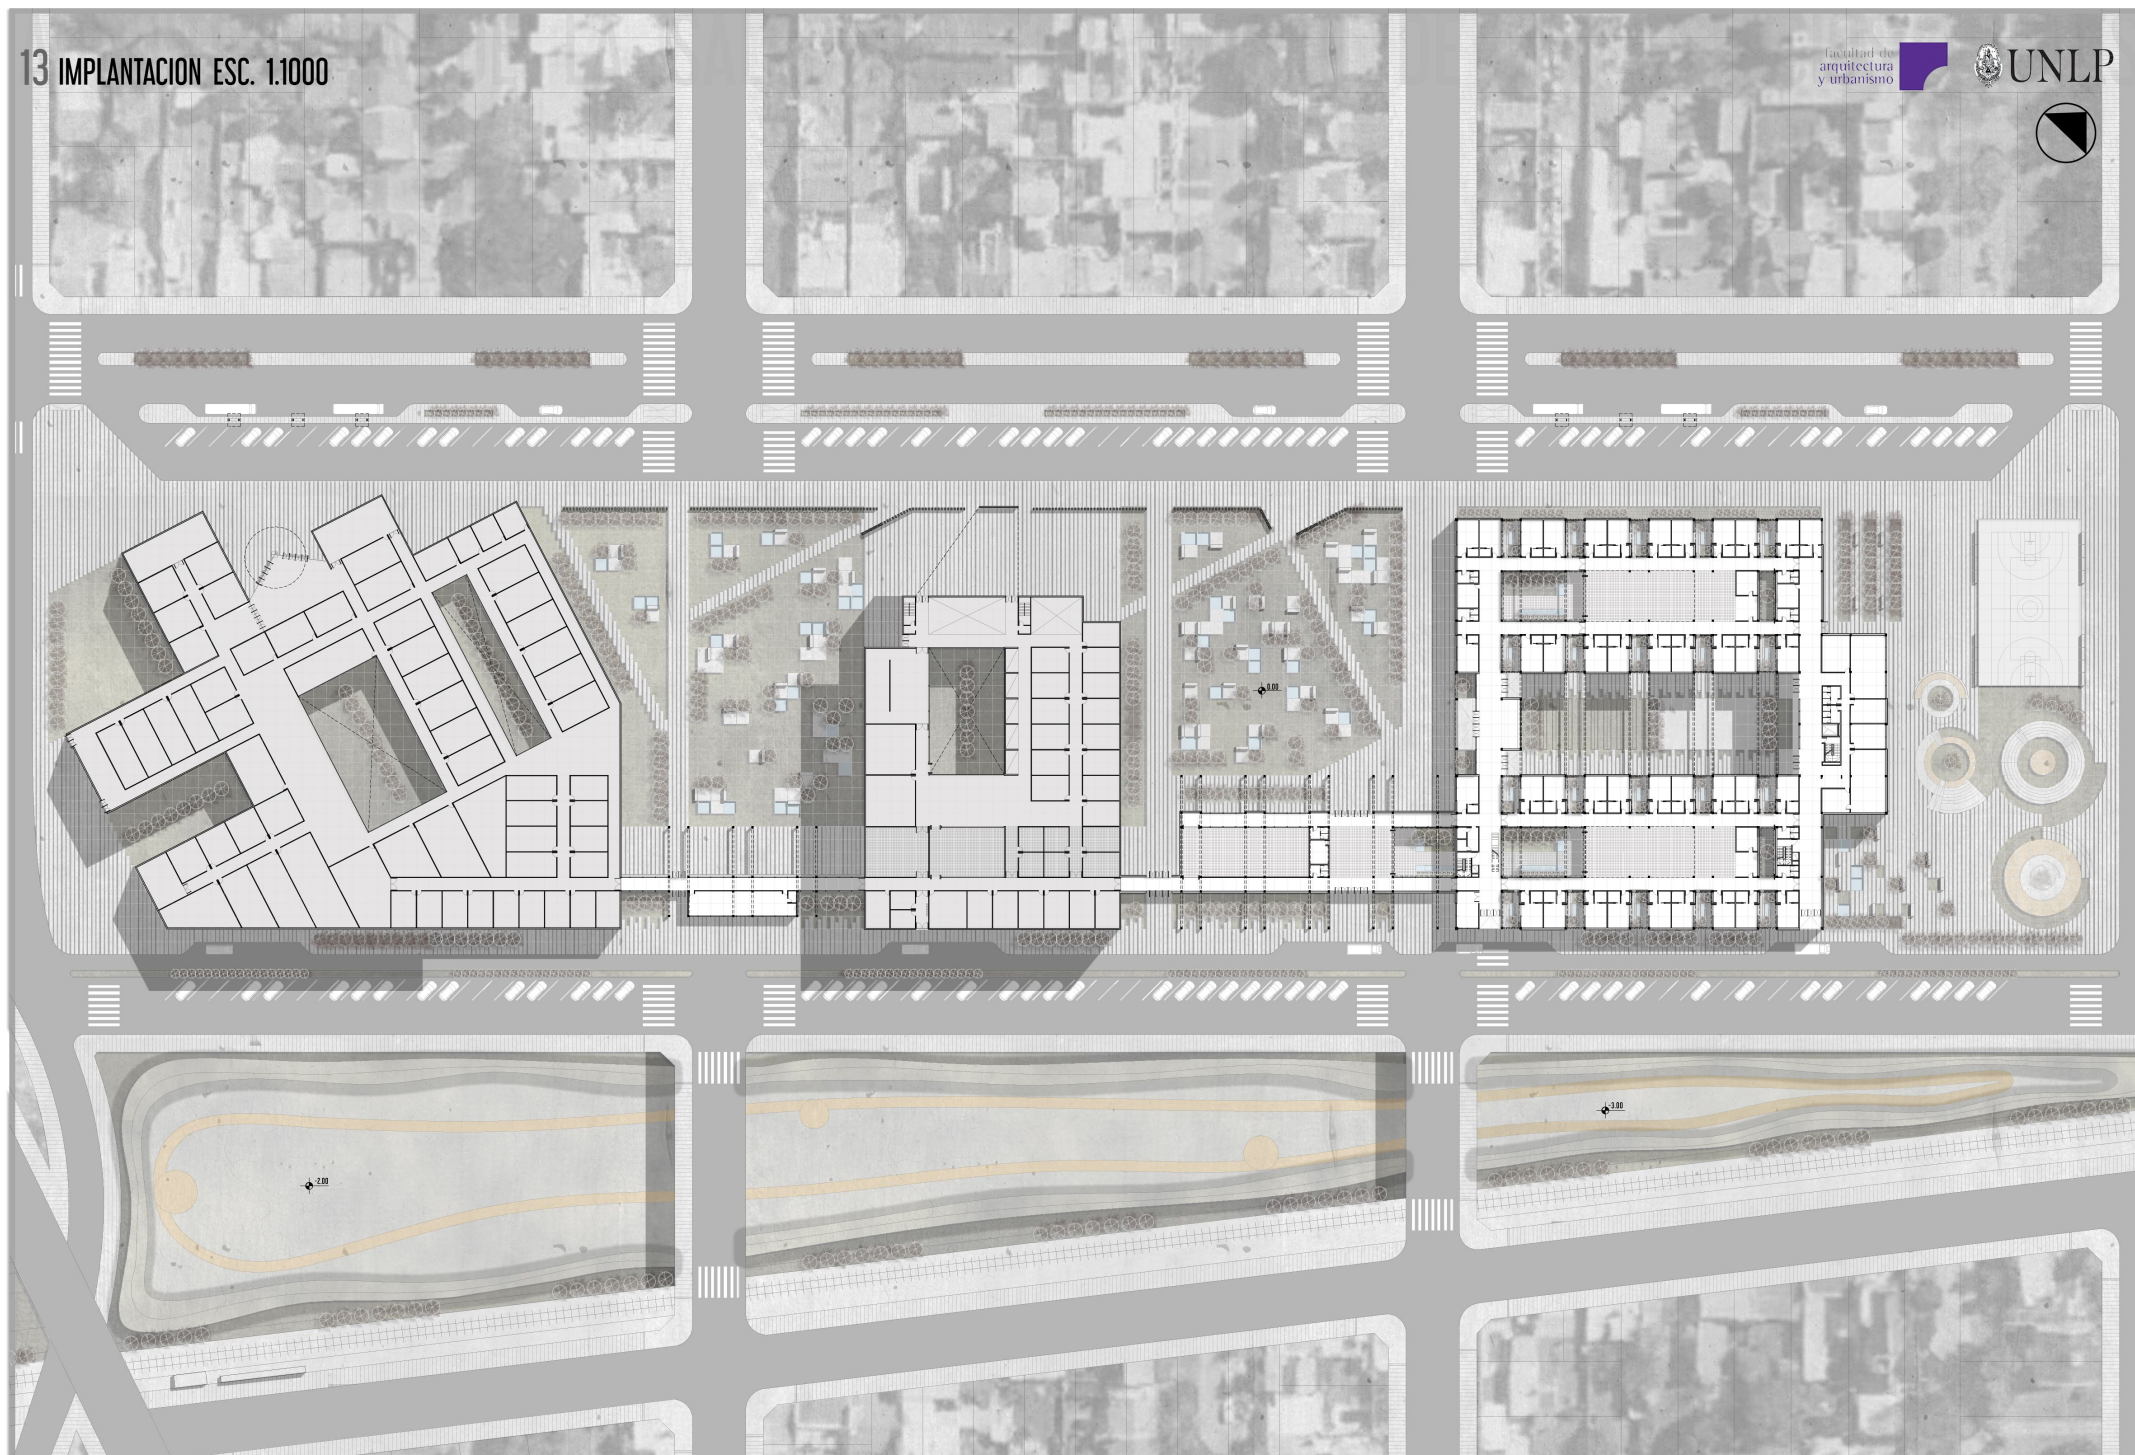 13 IMPLANTACION ESC. 1.1000
facultad de
arquitectura
y urbanismo
UNLP
0.00
-3.00
-2.00